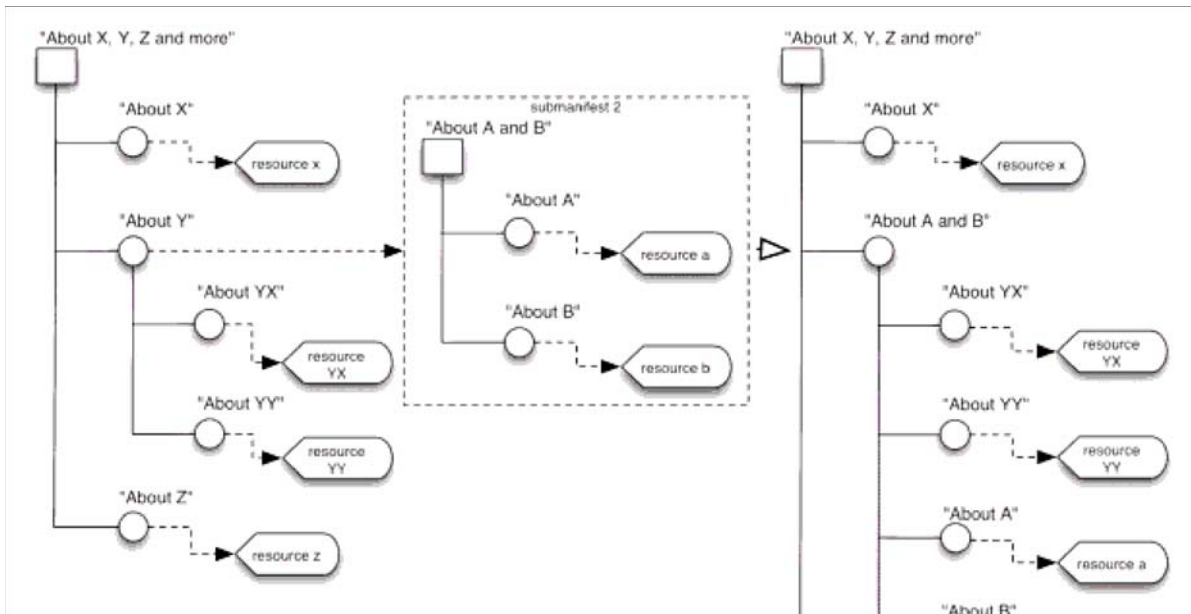 "About X, Y, Z and more"
"About X"
resource x
"About Y"
"About YX"
resource
YX
"About YY"
resource
YY
"About Z"
resource z
submanifest 2
"About A and B"
"About A"
resource a
"About B"
resource b
"About X, Y, Z and more"
"About X"
resource x
"About A and B"
"About YX"
resource
YX
"About YY"
resource
YY
"About A"
resource a
"About B"